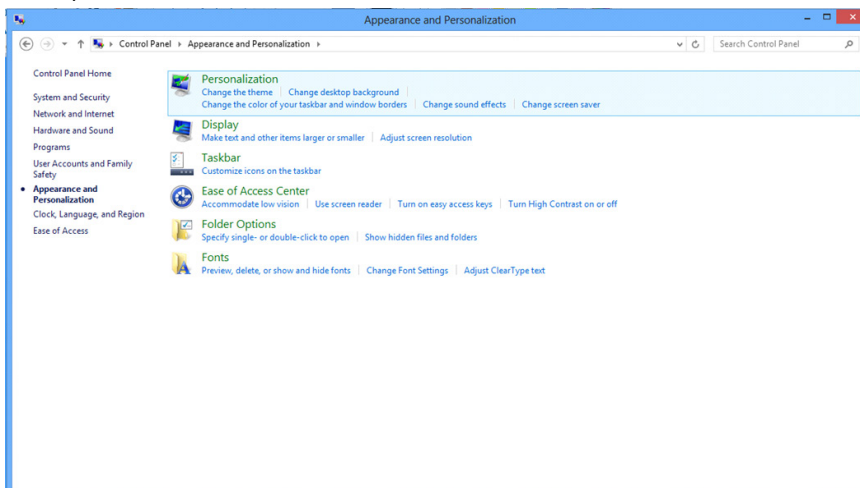 Appearance and Personalization
Control Panel Appearance and Personalization
Search Control Panel
Control Panel Home
System and Security
Network and Internet
Hardware and Sound
Programs
User Accounts and Family
Safety
Appearance and
Personalization
Clock, Language, and Region
Ease of Access
Personalization
Change the theme Change desktop background
Change the color of your taskbar and window borders Change sound effects Change screen saver
Display
Make text and other items larger or smaller Adjust screen resolution
Taskbar
Customize icons on the taskbar
Ease of Access Center
Accommodate low vision Use screen reader Turn on easy access keys Turn High Contrast on or off
Folder Options
Specify single- or double-click to open Show hidden files and folders
Fonts
Preview, delete, or show and hide fonts Change Font Settings Adjust ClearType text